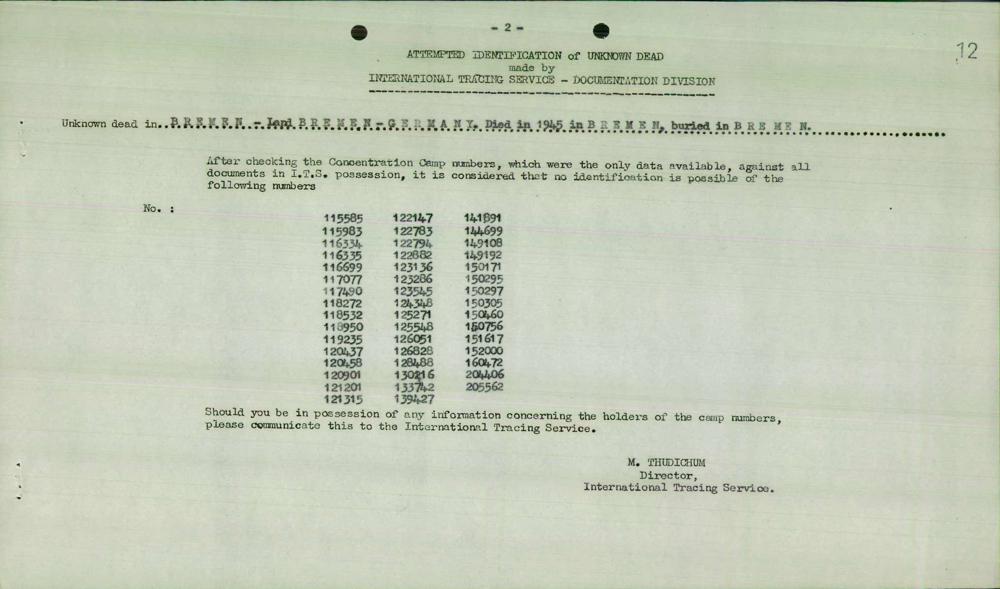 - 2 -
12
ATTEMPTED IDENTIFICATION of UNKNOWN DEAD
made by
INTERNATIONAL TRACING SERVICE - DOCUMENTATION DIVISION
Unknown dead in..B R E M E N - Land B R E M E N - G E R M A N Y. Died in 1945 in B R E M E N, buried in B R E M E N.
After checking the Concentration Camp numbers, which were the only data available, against all
documents in I.T.S. possession, it is considered that no identification is possible of the
following numbers
No. :
115585 122147 141891
115983 122783 144699
116334 122794 149108
116335 122882 149192
116699 123136 150171
117077 123286 150295
117490 123545 150297
118272 124348 150305
118532 125271 150460
118950 125548 150756
119235 126051 151617
120437 126828 152000
120458 128488 160472
120901 130216 204406
121201 133742 205562
121315 139427
Should you be in possession of any information concerning the holders of the camp numbers,
please communicate this to the International Tracing Service.
M. THUDICHUM
Director,
International Tracing Service.